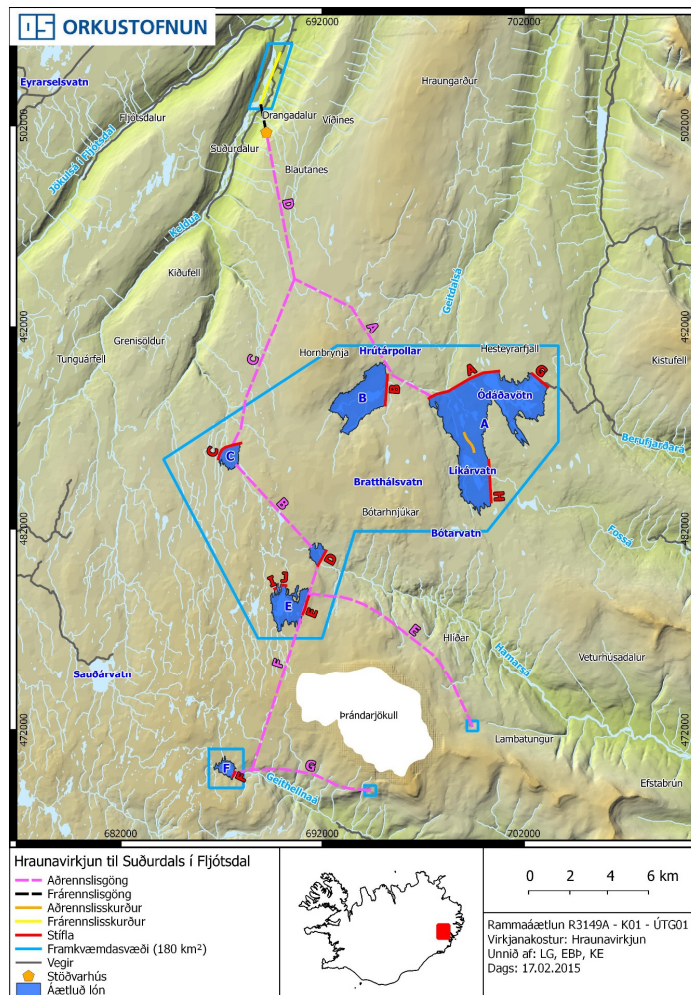 OS ORKUSTOFNUN
692000
702000
Eyrarselsvatn
Hraungarður
Fljótsdalur
Drangadalur
Víðines
502000
502000
Jökulsá í Fljótsdal
Suðurdalur
Blautanes
D
Kelduá
Kiðufell
Geitdalsá
492000
492000
A
Grenisöldur
Hornbrynja
Hrútárpollar
Hesteyrarfjall
Tunguárfell
C
Kistufell
A
G
B
B
Ódáðavötn
A
C
C
Berufjarðará
Líkárvatn
Bratthálsvatn
H
B
Bótarhnjúkar
482000
482000
Bótarvatn
Fossá
D
I
J
E
E
E
Hlíðar
F
Hamarsá
Veturhúsadalur
Sauðárvatn
Þrándarjökull
472000
472000
Lambatungur
F
F
G
Geithellnaá
Efstabrún
682000
692000
702000
Hraunavirkjun til Suðurdals í Fljótsdal
Aðrennslisgöng
Frárennslisgöng
Aðrennslisskurður
Frárennslisskurður
Stífla
Framkvæmdasvæði (180 km²)
Vegir
Stöðvarhús
Áætluð lón
0 2 4 6 km
Rammaáætlun R3149A - K01 - ÚTG01
Virkjanakostur: Hraunavirkjun
Unnið af: LG, EBÞ, KE
Dags: 17.02.2015